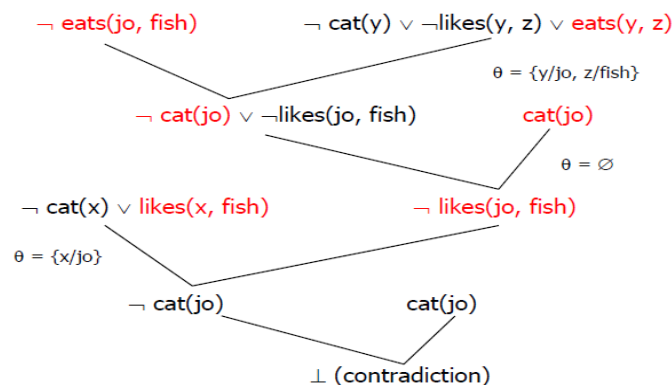 ¬ eats(jo, fish) ¬ cat(y) ∨ ¬likes(y, z) ∨ eats(y, z)
θ = {y/jo, z/fish}
¬ cat(jo) ∨ ¬likes(jo, fish) cat(jo)
θ = ∅
¬ cat(x) ∨ likes(x, fish) ¬ likes(jo, fish)
θ = {x/jo}
¬ cat(jo) cat(jo)
⊥ (contradiction)